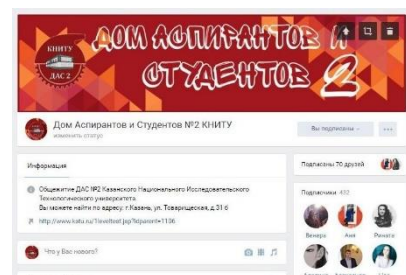 КНИТУ
ДАС 2
ДОМ АСПИРАНТОВ И
СТУДЕНТОВ 2
Дом Аспирантов и Студентов №2 КНИТУ
изменить статус
Вы подписаны
Информация
Общежитие ДАС №2 Казанского Национального Исследовательского
Технологического университета.
Вы можете найти по адресу: г.Казань, ул. Товарищеская, д 31 б
Что у Вас нового?
Подписаны 70 друзей
Подписчики
Венера Аня Рината